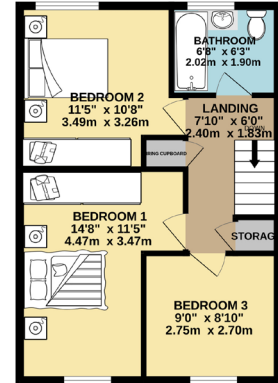 BATHROOM
6'8" x 6'3"
2.02m x 1.90m
BEDROOM 2
11'5" x 10'8"
3.49m x 3.26m
LANDING
7'10" x 6'0"
2.40m x 1.83m
DOWN
CUPBOARD
BEDROOM 1
14'8" x 11'5"
4.47m x 3.47m
STORAG
BEDROOM 3
9'0" x 8'10"
2.75m x 2.70m